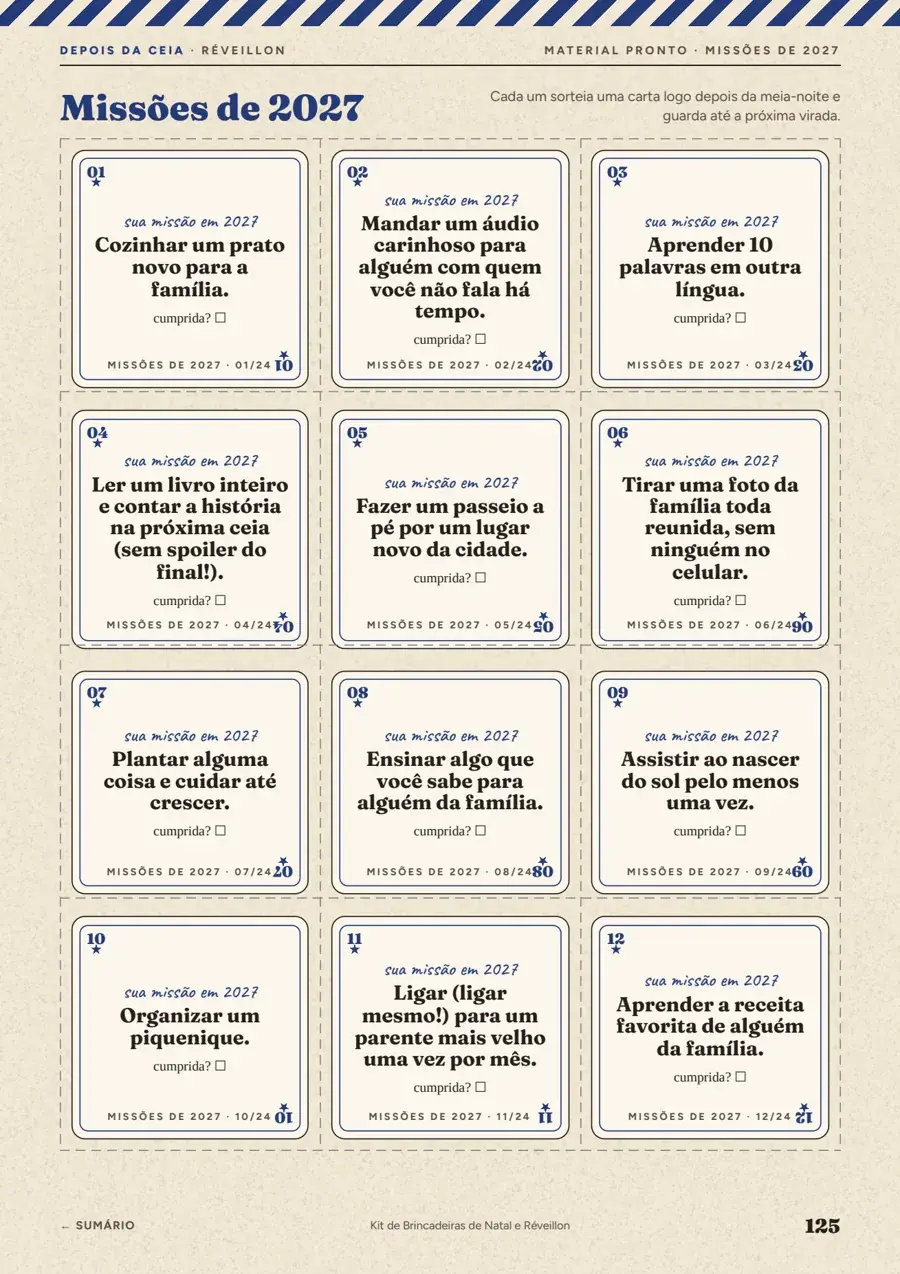 DEPOIS DA CEIA · RÉVEILLON
MATERIAL PRONTO · MISSÕES DE 2027
Missões de 2027
Cada um sorteia uma carta logo depois da meia-noite e
guarda até a próxima virada.
01
sua missão em 2027
Cozinhar um prato
novo para a
família.
cumprida? ☐
MISSÕES DE 2027 · 01/24
01
02
sua missão em 2027
Mandar um áudio
carinhoso para
alguém com quem
você não fala há
tempo.
cumprida? ☐
MISSÕES DE 2027 · 02/24
02
03
sua missão em 2027
Aprender 10
palavras em outra
língua.
cumprida? ☐
MISSÕES DE 2027 · 03/24
03
04
sua missão em 2027
Ler um livro inteiro
e contar a história
na próxima ceia
(sem spoiler do
final!).
cumprida? ☐
MISSÕES DE 2027 · 04/24
04
05
sua missão em 2027
Fazer um passeio a
pé por um lugar
novo da cidade.
cumprida? ☐
MISSÕES DE 2027 · 05/24
05
06
sua missão em 2027
Tirar uma foto da
família toda
reunida, sem
ninguém no
celular.
cumprida? ☐
MISSÕES DE 2027 · 06/24
06
07
sua missão em 2027
Plantar alguma
coisa e cuidar até
crescer.
cumprida? ☐
MISSÕES DE 2027 · 07/24
07
08
sua missão em 2027
Ensinar algo que
você sabe para
alguém da família.
cumprida? ☐
MISSÕES DE 2027 · 08/24
08
09
sua missão em 2027
Assistir ao nascer
do sol pelo menos
uma vez.
cumprida? ☐
MISSÕES DE 2027 · 09/24
09
10
sua missão em 2027
Organizar um
piquenique.
cumprida? ☐
MISSÕES DE 2027 · 10/24
10
11
sua missão em 2027
Ligar (ligar
mesmo!) para um
parente mais velho
uma vez por mês.
cumprida? ☐
MISSÕES DE 2027 · 11/24
11
12
sua missão em 2027
Aprender a receita
favorita de alguém
da família.
cumprida? ☐
MISSÕES DE 2027 · 12/24
12
← SUMÁRIO
Kit de Brincadeiras de Natal e Réveillon
125